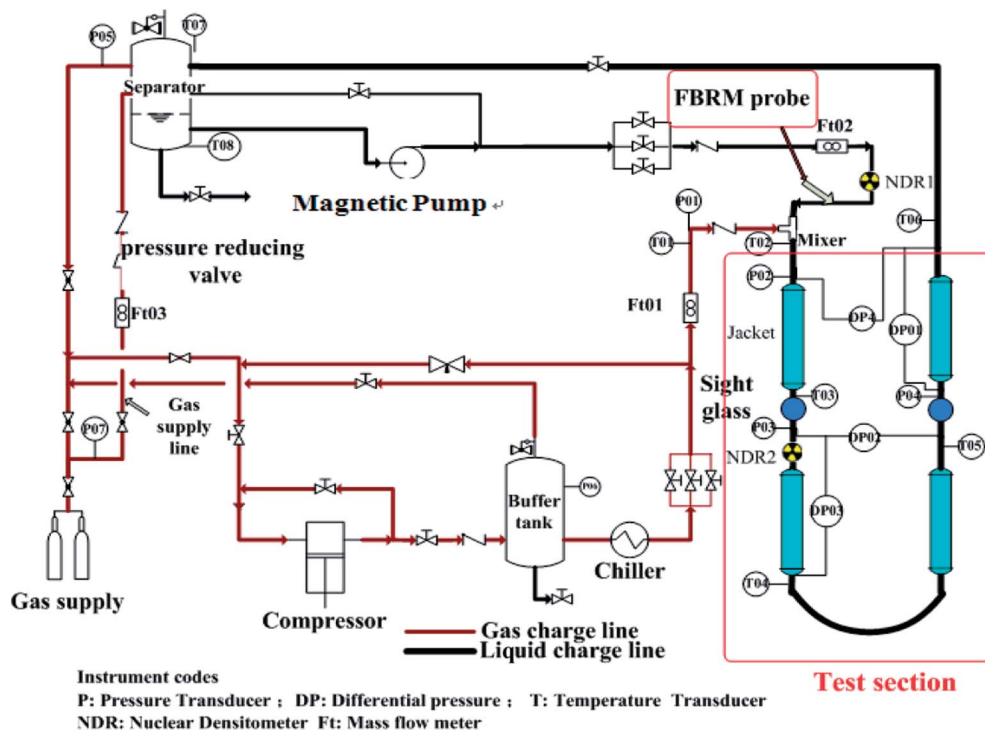 P05
T07
Separator
T08
Magnetic Pump
FBRM probe
Ft02
NDR1
P01
T01
T02
Mixer
T06
pressure reducing
valve
Ft03
Ft01
P02
DP4
DP01
Jacket
Sight
glass
T03
P04
P03
DP02
T05
NDR2
DP03
Gas
supply
line
P07
Buffer
tank
P06
Chiller
T04
Gas supply
Compressor
Gas charge line
Liquid charge line
Test section
Instrument codes
P: Pressure Transducer ; DP: Differential pressure ; T: Temperature Transducer
NDR: Nuclear Densitometer Ft: Mass flow meter